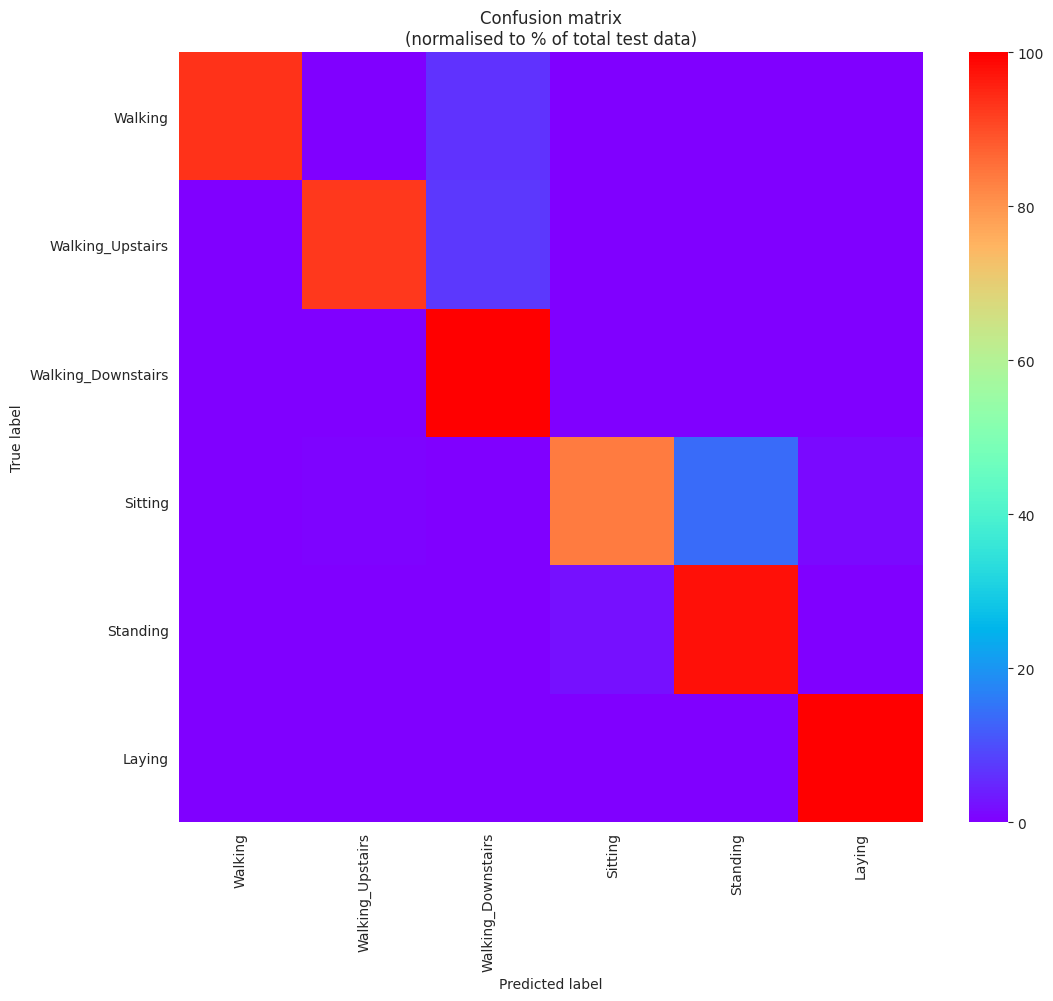 Confusion matrix
(normalised to % of total test data)
True label
Walking
Walking_Upstairs
Walking_Downstairs
Sitting
Standing
Laying
Walking
Walking_Upstairs
Walking_Downstairs
Sitting
Standing
Laying
Predicted label
100
80
60
40
20
0